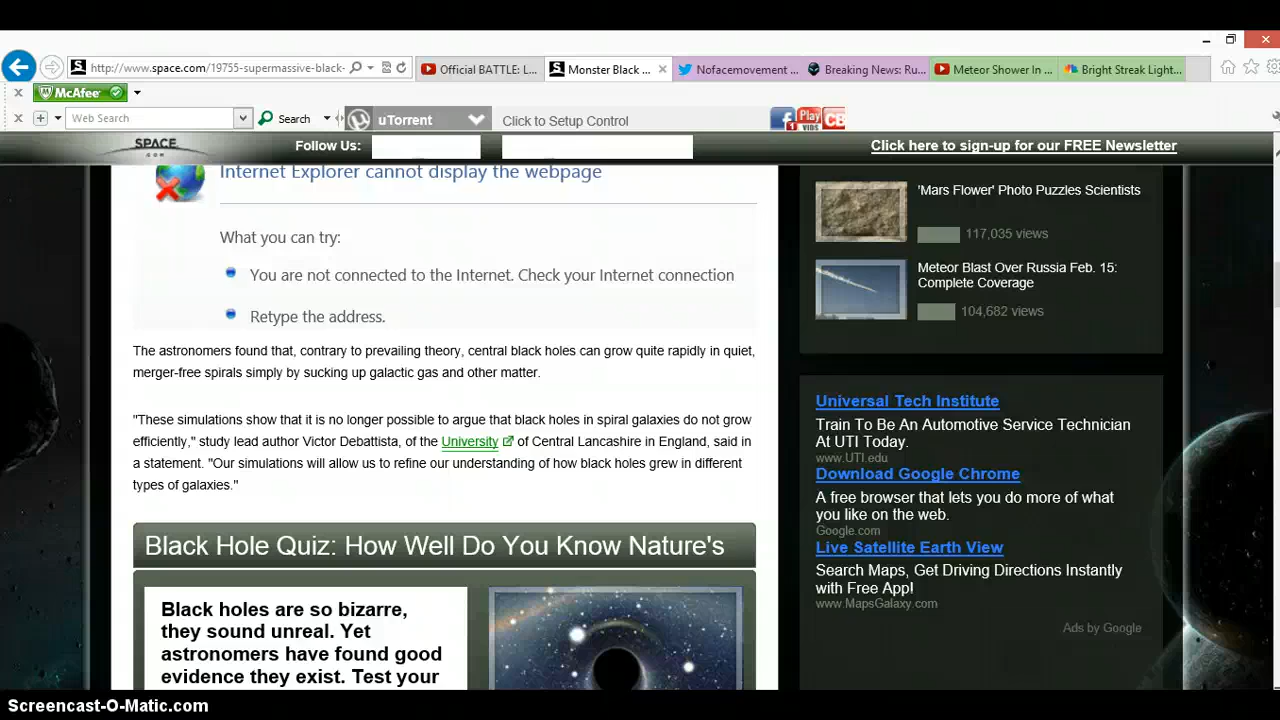 http://www.space.com/19755-supermassive-black-
Official BATTLE: L...
Monster Black ...
Nofacemovement ...
Breaking News: Ru...
Meteor Shower In ...
Bright Streak Light...
McAfee
Web Search
Search
uTorrent
Click to Setup Control
Play
VIDS
CB
1
SPACE
.COM
Follow Us:
Click here to sign-up for our FREE Newsletter
Internet Explorer cannot display the webpage
What you can try:
You are not connected to the Internet. Check your Internet connection
Retype the address.
The astronomers found that, contrary to prevailing theory, central black holes can grow quite rapidly in quiet,
merger-free spirals simply by sucking up galactic gas and other matter.
"These simulations show that it is no longer possible to argue that black holes in spiral galaxies do not grow
efficiently," study lead author Victor Debattista, of the University of Central Lancashire in England, said in
a statement. "Our simulations will allow us to refine our understanding of how black holes grew in different
types of galaxies."
Black Hole Quiz: How Well Do You Know Nature's
Black holes are so bizarre,
they sound unreal. Yet
astronomers have found good
evidence they exist. Test your
'Mars Flower' Photo Puzzles Scientists
117,035 views
Meteor Blast Over Russia Feb. 15:
Complete Coverage
104,682 views
Universal Tech Institute
Train To Be An Automotive Service Technician
At UTI Today.
www.UTI.edu
Download Google Chrome
A free browser that lets you do more of what
you like on the web.
Google.com
Live Satellite Earth View
Search Maps, Get Driving Directions Instantly
with Free App!
www.MapsGalaxy.com
Ads by Google
Screencast-O-Matic.com